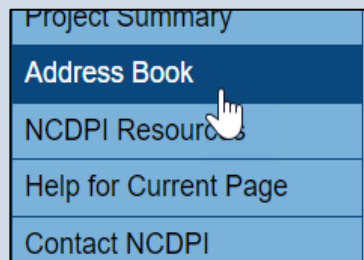 Project Summary
Address Book
NCDPI Resources
Help for Current Page
Contact NCDPI